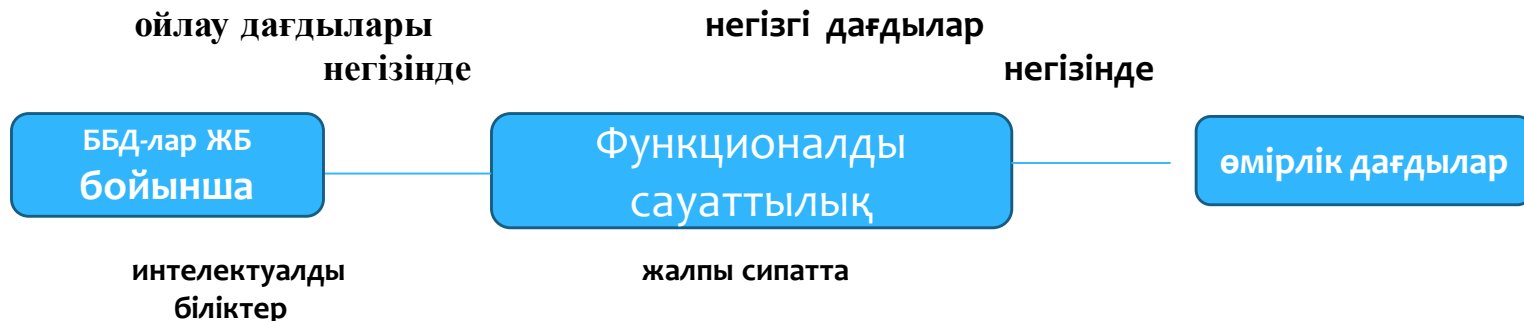 ойлау дағдылары
негізінде
негізгі дағдылар
негізінде
ББД-лар ЖБ
бойынша
Функционалды
сауаттылық
өмірлік дағдылар
интелектуалды
біліктер
жалпы сипатта